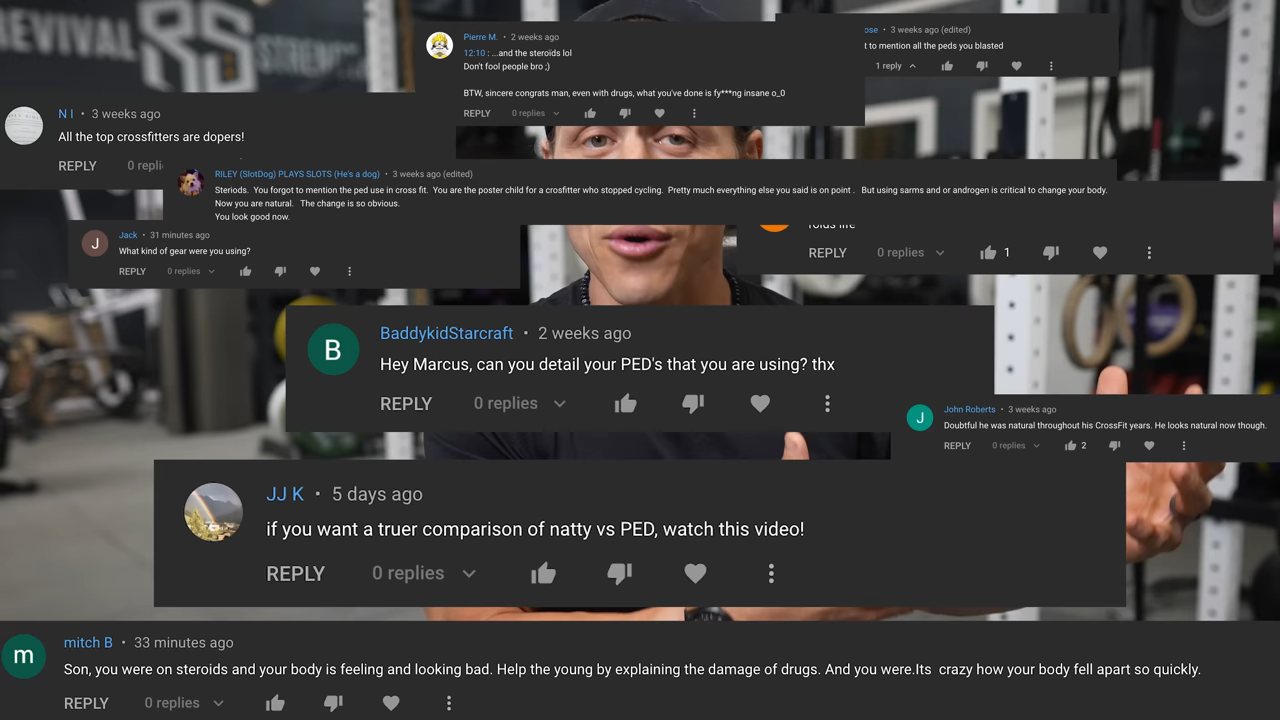 REVIVAL
RS
STRENGTH
Pierre M. • 2 weeks ago
12:10 : ...and the steroids lol
Don't fool people bro ;)
BTW, sincere congrats man, even with drugs, what you've done is fy***ng insane o_0
REPLY 0 replies
ose • 3 weeks ago (edited)
t to mention all the peds you blasted
1 reply
N I • 3 weeks ago
All the top crossfitters are dopers!
REPLY 0 repli
RILEY (SlotDog) PLAYS SLOTS (He's a dog) • 3 weeks ago (edited)
Steriods. You forgot to mention the ped use in cross fit. You are the poster child for a crosfitter who stopped cycling. Pretty much everything else you said is on point . But using sarms and or androgen is critical to change your body.
Now you are natural. The change is so obvious.
You look good now.
J
Jack • 31 minutes ago
What kind of gear were you using?
REPLY 0 replies
roids life
REPLY 0 replies 1
B
BaddykidStarcraft • 2 weeks ago
Hey Marcus, can you detail your PED's that you are using? thx
REPLY 0 replies
J
John Roberts • 3 weeks ago
Doubtful he was natural throughout his CrossFit years. He looks natural now though.
REPLY 0 replies 2
JJ K • 5 days ago
if you want a truer comparison of natty vs PED, watch this video!
REPLY 0 replies
m
mitch B • 33 minutes ago
Son, you were on steroids and your body is feeling and looking bad. Help the young by explaining the damage of drugs. And you were.Its crazy how your body fell apart so quickly.
REPLY 0 replies